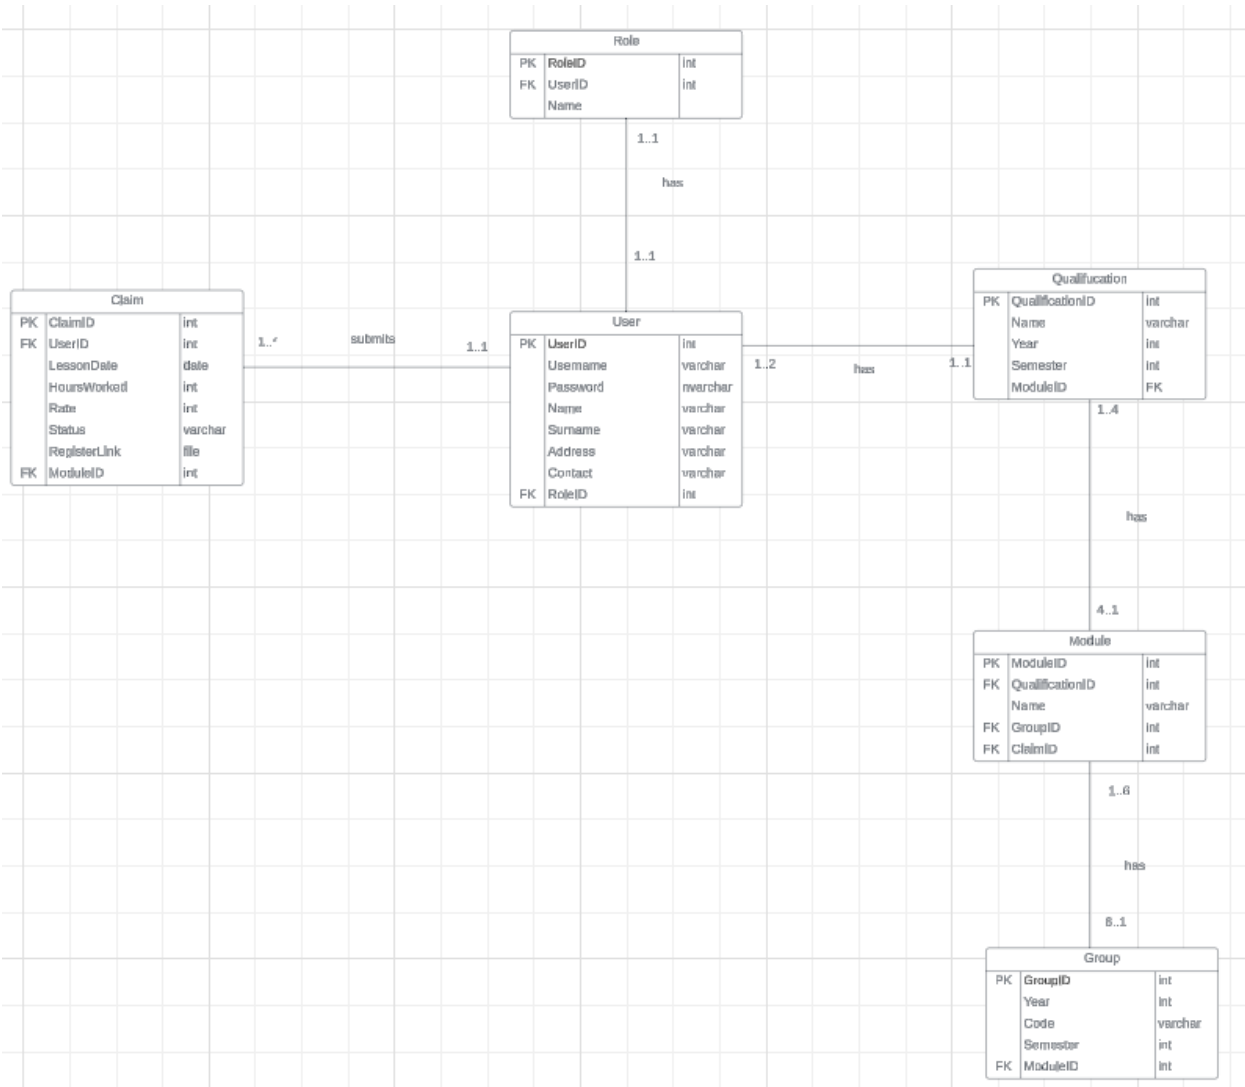 Role
PK RoleID int
FK UserID int
Name
1..1
has
1..1
Claim
PK ClaimID int
FK UserID int
LessonDate date
HoursWorked int
Rate int
Status varchar
RegisterLink file
FK ModuleID int
1..*
submits
1..1
User
PK UserID int
Username varchar
Password nvarchar
Name varchar
Surname varchar
Address varchar
Contact varchar
FK RoleID int
1..2
has
1..1
Qualifucation
PK QualificationID int
Name varchar
Year int
Semester int
ModuleID FK
1..4
has
4..1
Module
PK ModuleID int
FK QualificationID int
Name varchar
FK GroupID int
FK ClaimID int
1..6
has
6..1
Group
PK GroupID int
Year int
Code varchar
Semester int
FK ModuleID int